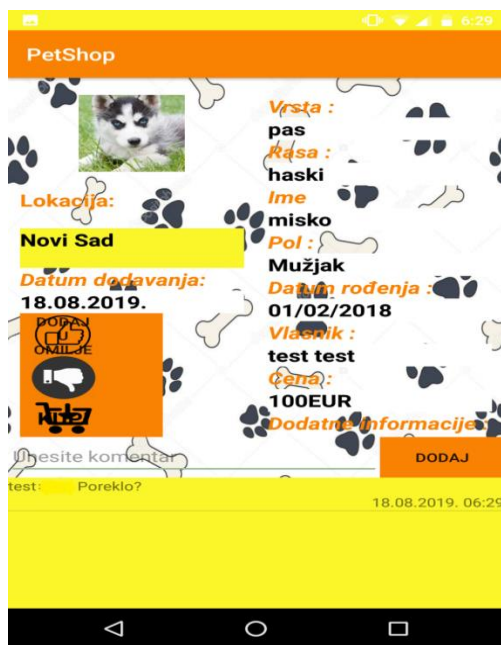 6:29
PetShop
Lokacija:
Novi Sad
Datum dodavanja:
18.08.2019.
DODAJ
U
OMILJE
Vrsta :
pas
Rasa :
haski
Ime
misko
Pol :
Mužjak
Datum rođenja :
01/02/2018
Vlasnik :
test test
Cena :
100EUR
Dodatne informacije :
Unesite komentar
DODAJ
test: Poreklo?
18.08.2019. 06:29